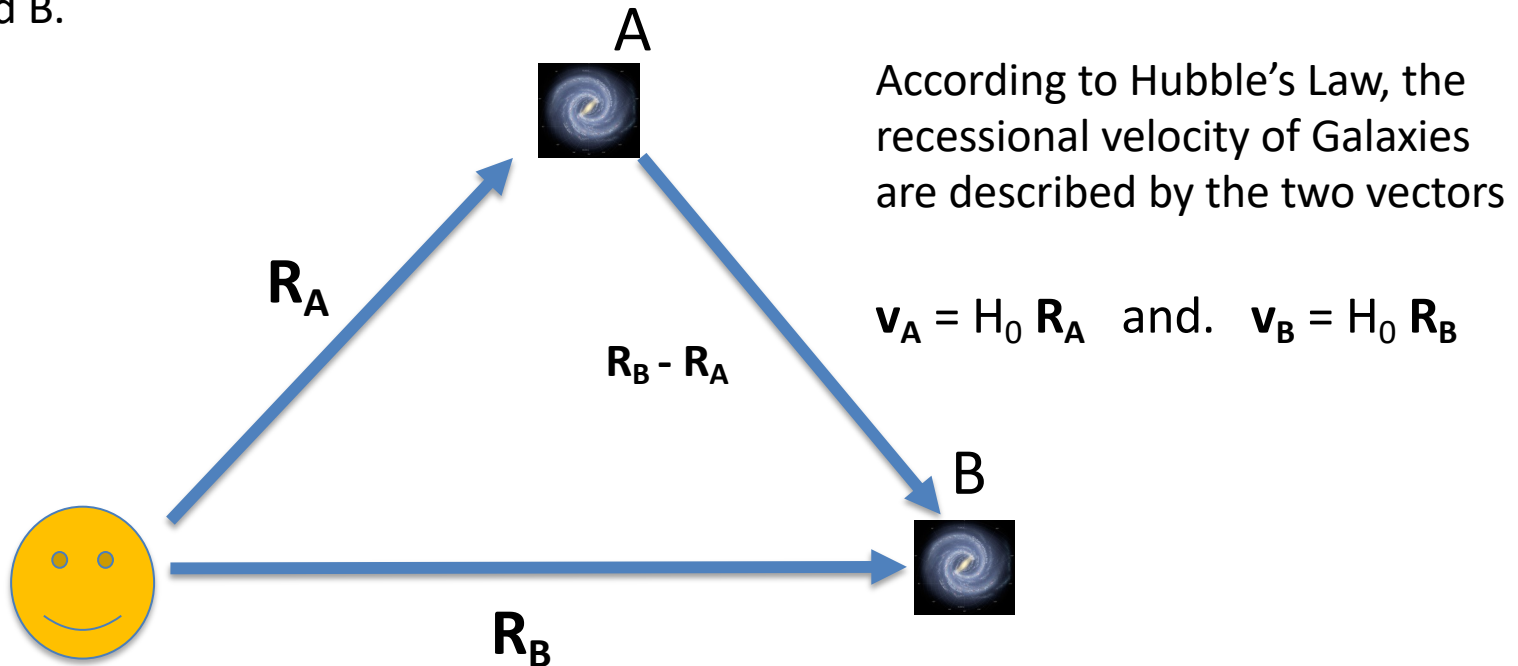 d B.
A
According to Hubble’s Law, the
recessional velocity of Galaxies
are described by the two vectors
R_A
v_A = H_0 R_A and. v_B = H_0 R_B
R_B - R_A
B
R_B